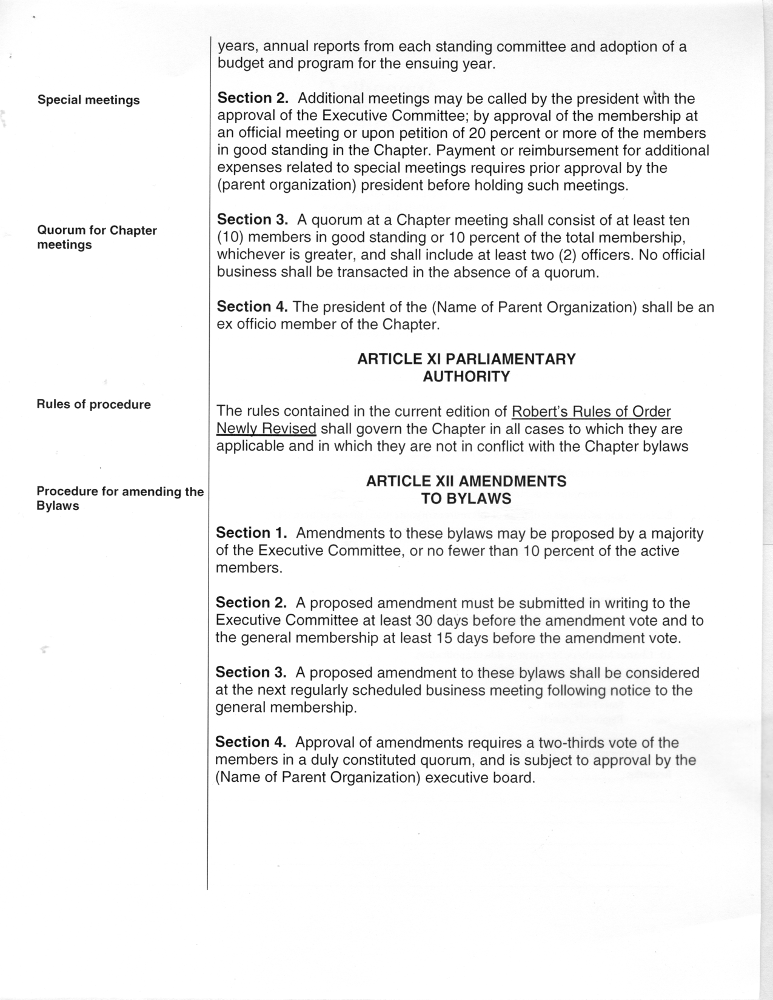 years, annual reports from each standing committee and adoption of a
budget and program for the ensuing year.
Special meetings
Section 2. Additional meetings may be called by the president with the
approval of the Executive Committee; by approval of the membership at
an official meeting or upon petition of 20 percent or more of the members
in good standing in the Chapter. Payment or reimbursement for additional
expenses related to special meetings requires prior approval by the
(parent organization) president before holding such meetings.
Quorum for Chapter
meetings
Section 3. A quorum at a Chapter meeting shall consist of at least ten
(10) members in good standing or 10 percent of the total membership,
whichever is greater, and shall include at least two (2) officers. No official
business shall be transacted in the absence of a quorum.
Section 4. The president of the (Name of Parent Organization) shall be an
ex officio member of the Chapter.
ARTICLE XI PARLIAMENTARY
AUTHORITY
Rules of procedure
The rules contained in the current edition of Robert's Rules of Order
Newly Revised shall govern the Chapter in all cases to which they are
applicable and in which they are not in conflict with the Chapter bylaws
Procedure for amending the
Bylaws
ARTICLE XII AMENDMENTS
TO BYLAWS
Section 1. Amendments to these bylaws may be proposed by a majority
of the Executive Committee, or no fewer than 10 percent of the active
members.
Section 2. A proposed amendment must be submitted in writing to the
Executive Committee at least 30 days before the amendment vote and to
the general membership at least 15 days before the amendment vote.
Section 3. A proposed amendment to these bylaws shall be considered
at the next regularly scheduled business meeting following notice to the
general membership.
Section 4. Approval of amendments requires a two-thirds vote of the
members in a duly constituted quorum, and is subject to approval by the
(Name of Parent Organization) executive board.